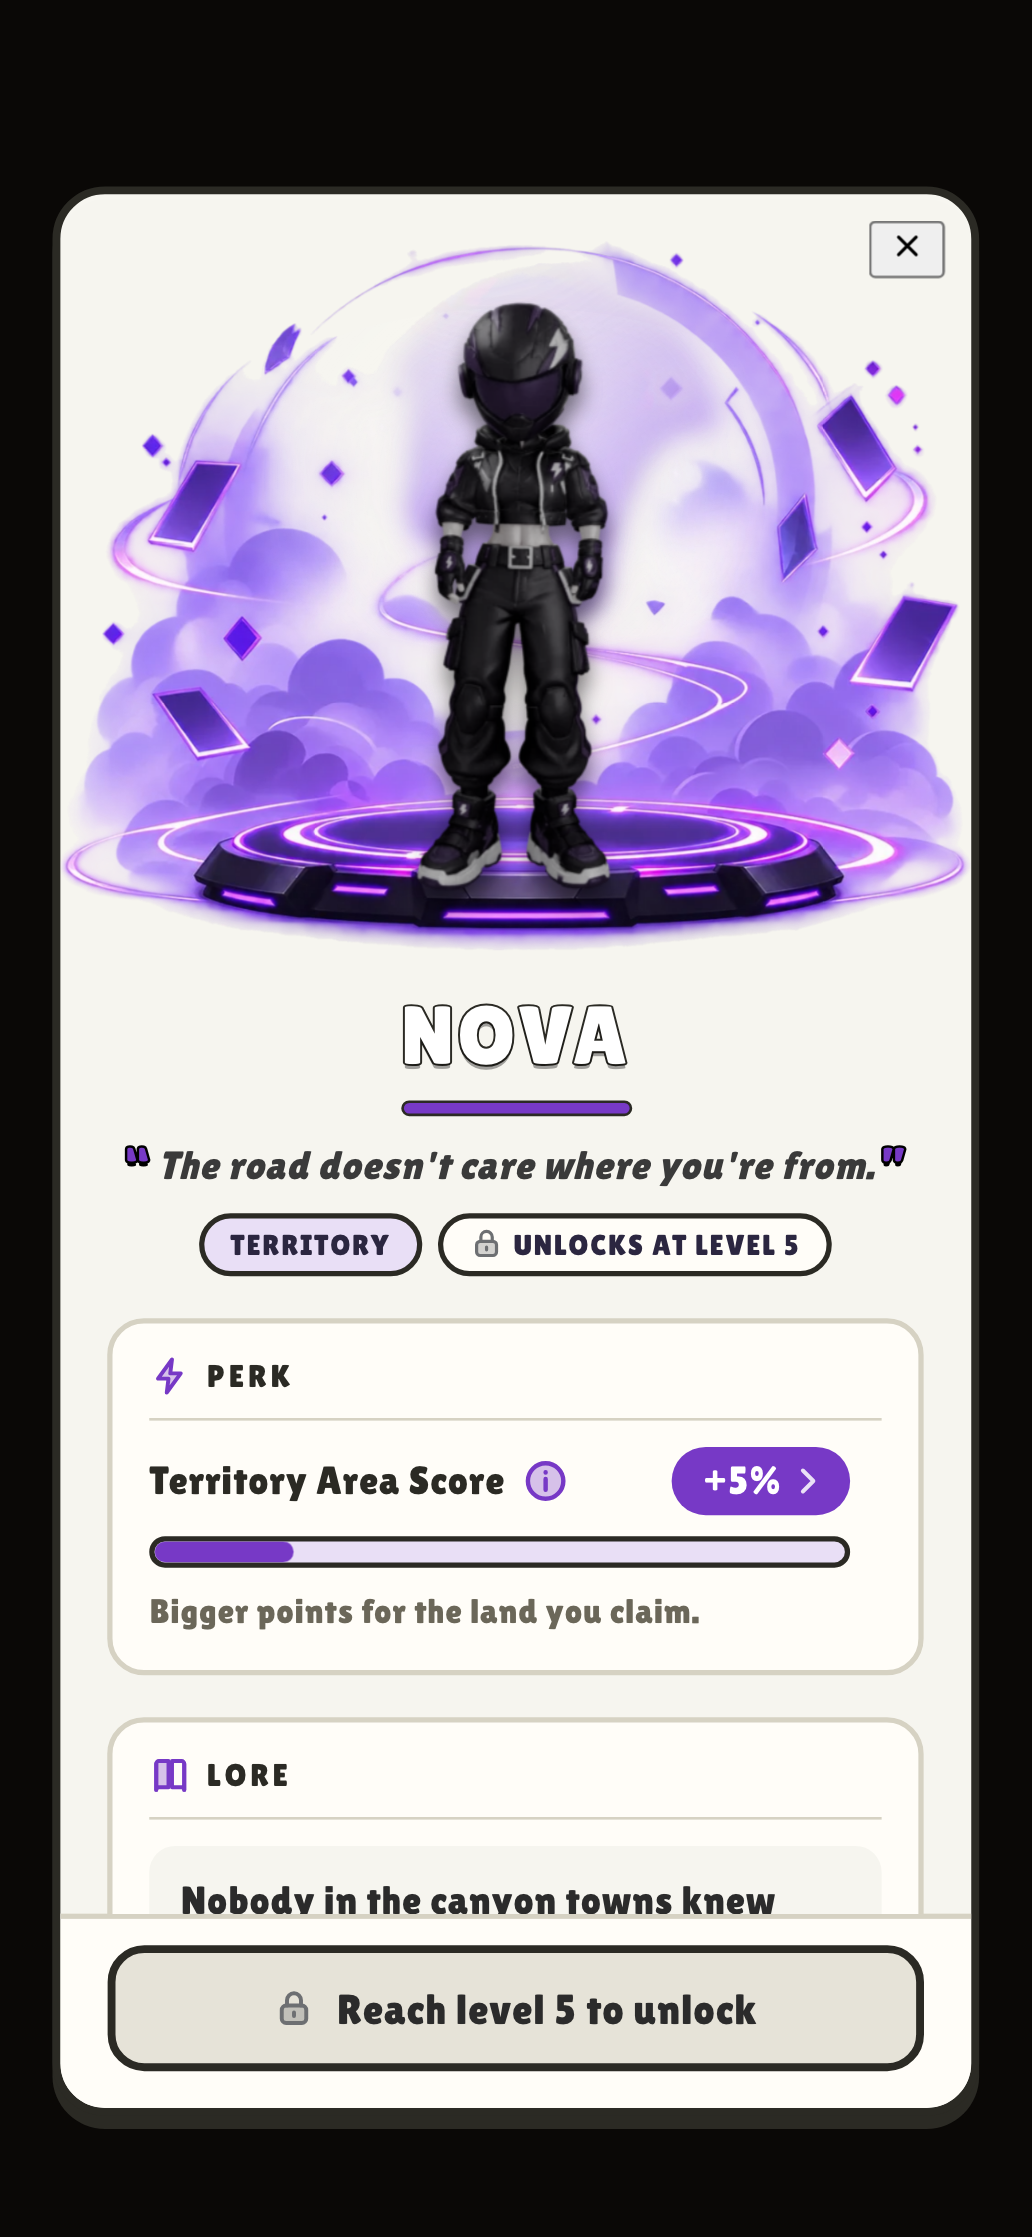 NOVA
"The road doesn't care where you're from."
TERRITORY
UNLOCKS AT LEVEL 5
PERK
Territory Area Score
+5%
Bigger points for the land you claim.
LORE
Nobody in the canyon towns knew
Reach level 5 to unlock